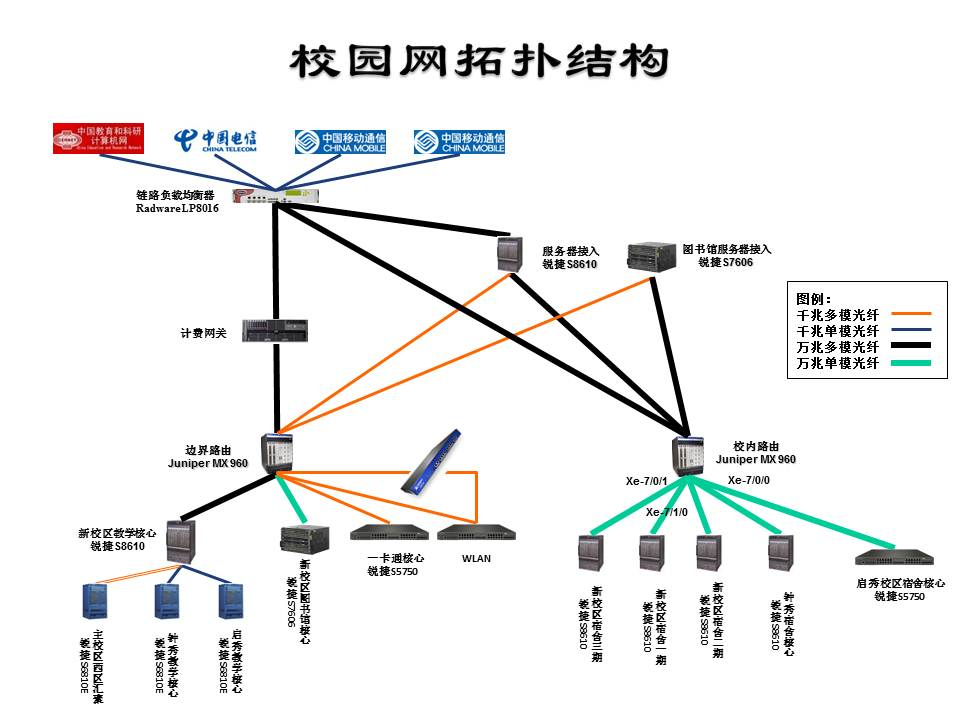 校园网拓扑结构
中国教育和科研
计算机网
China Education and Research Network
中国电信
CHINA TELECOM
中国移动通信
CHINA MOBILE
中国移动通信
CHINA MOBILE
链路负载均衡器
RadwareLP8016
服务器接入
锐捷S8610
图书馆服务器接入
锐捷S7606
图例：
千兆多模光纤
千兆单模光纤
万兆多模光纤
万兆单模光纤
计费网关
边界路由
Juniper MX 960
校内路由
Juniper MX 960
Xe-7/0/1
Xe-7/0/0
Xe-7/1/0
新校区教学核心
锐捷S8610
一卡通核心
锐捷S5750
WLAN
新校区图书馆核心
锐捷S7606
启秀校区宿舍核心
锐捷S5750
新校区宿舍三期
锐捷S8610
新校区宿舍一期
锐捷S8610
新校区宿舍二期
锐捷S8610
钟秀宿舍核心
锐捷S8610
主校区西区汇聚
锐捷S6810E
钟秀教学核心
锐捷S6810E
启秀教学核心
锐捷S6810E